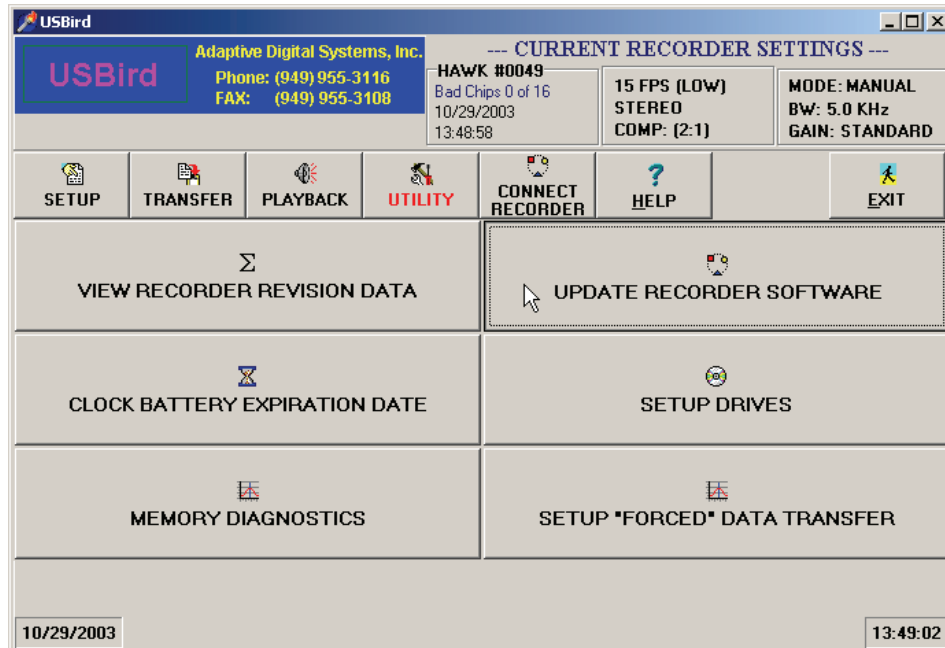 USBird
USBird
Adaptive Digital Systems, Inc.
Phone: (949) 955-3116
FAX: (949) 955-3108
--- CURRENT RECORDER SETTINGS ---
HAWK #0049
Bad Chips 0 of 16
10/29/2003
13:48:58
15 FPS (LOW)
STEREO
COMP: (2:1)
MODE: MANUAL
BW: 5.0 KHz
GAIN: STANDARD
SETUP
TRANSFER
PLAYBACK
UTILITY
CONNECT
RECORDER
HELP
EXIT
VIEW RECORDER REVISION DATA
UPDATE RECORDER SOFTWARE
CLOCK BATTERY EXPIRATION DATE
SETUP DRIVES
MEMORY DIAGNOSTICS
SETUP "FORCED" DATA TRANSFER
10/29/2003
13:49:02